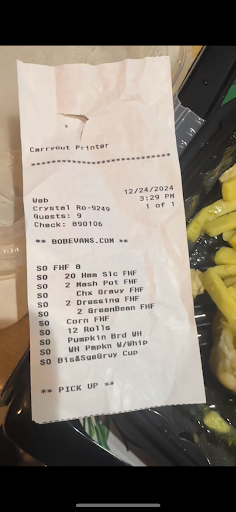 Carryout Printer
********************************
12/24/2024
Web 3:29 PM
Crystal Ro-9249 1 of 1
Guests: 9
Check: 890106
** BOBEVANS.COM **
SO FHF 8
SO 20 Ham Slc FHF
SO 2 Mash Pot FHF
SO Chx Gravy FHF
SO 2 Dressing FHF
SO 2 GreenBean FHF
SO Corn FHF
SO 12 Rolls
SO Pumpkin Brd WH
SO WH Pmpkn W/Whip
SO Bis&SgeGrvy Cup
** PICK UP **